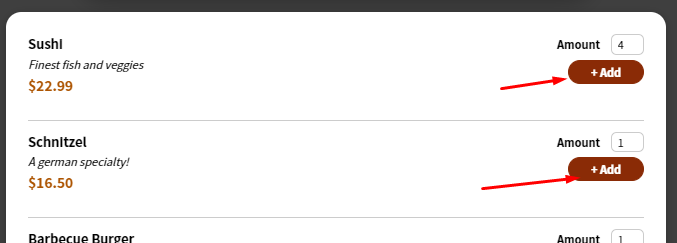 Sushi
Amount 4
Finest fish and veggies
+ Add
$22.99
Schnitzel
Amount 1
A german specialty!
+ Add
$16.50
Barbecue Burger
Amount 1